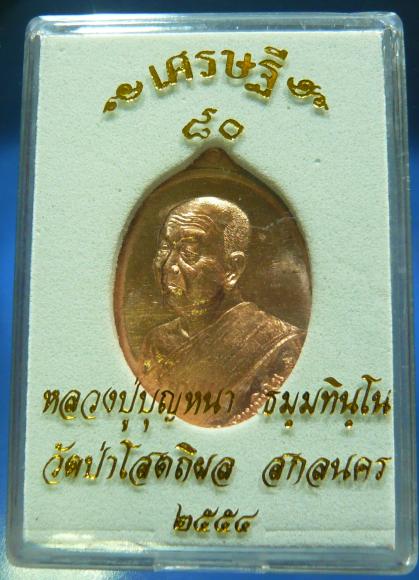 เศรษฐี
๘๐
หลวงปู่บุญหนา ธมฺมทินฺโน
วัดป่าโสตถิผล สกลนคร
๒๕๕๔